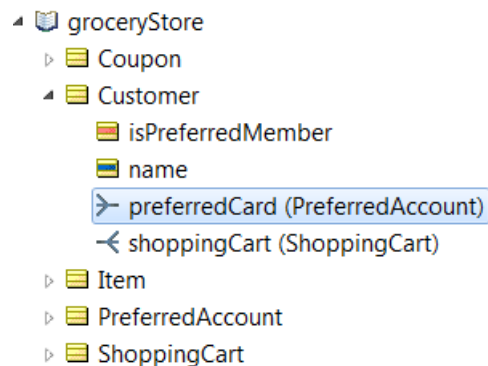 groceryStore
Coupon
Customer
isPreferredMember
name
preferredCard (PreferredAccount)
shoppingCart (ShoppingCart)
Item
PreferredAccount
ShoppingCart